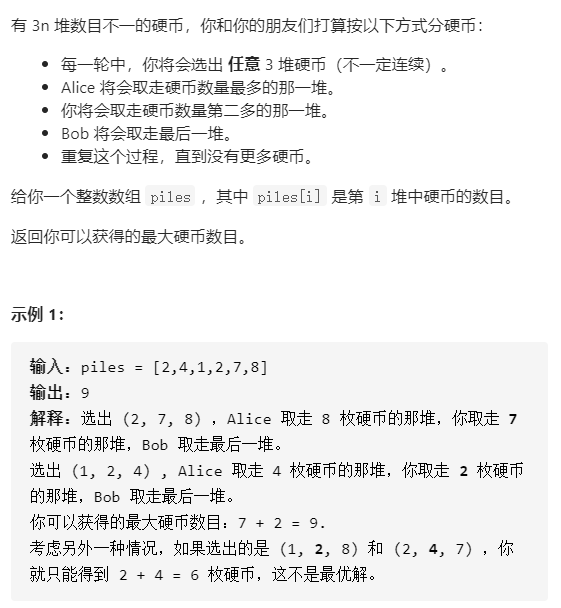 有 3n 堆数目不一的硬币，你和你的朋友们打算按以下方式分硬币：
• 每一轮中，你将会选出 任意 3 堆硬币（不一定连续）。
• Alice 将会取走硬币数量最多的那一堆。
• 你将会取走硬币数量第二多的那一堆。
• Bob 将会取走最后一堆。
• 重复这个过程，直到没有更多硬币。
给你一个整数数组 piles ，其中 piles[i] 是第 i 堆中硬币的数目。
返回你可以获得的最大硬币数目。
示例 1：
输入：piles = [2,4,1,2,7,8]
输出：9
解释：选出 (2, 7, 8) ，Alice 取走 8 枚硬币的那堆，你取走 7
枚硬币的那堆，Bob 取走最后一堆。
选出 (1, 2, 4) , Alice 取走 4 枚硬币的那堆，你取走 2 枚硬币
的那堆，Bob 取走最后一堆。
你可以获得的最大硬币数目：7 + 2 = 9.
考虑另外一种情况，如果选出的是 (1, 2, 8) 和 (2, 4, 7) ，你
就只能得到 2 + 4 = 6 枚硬币，这不是最优解。